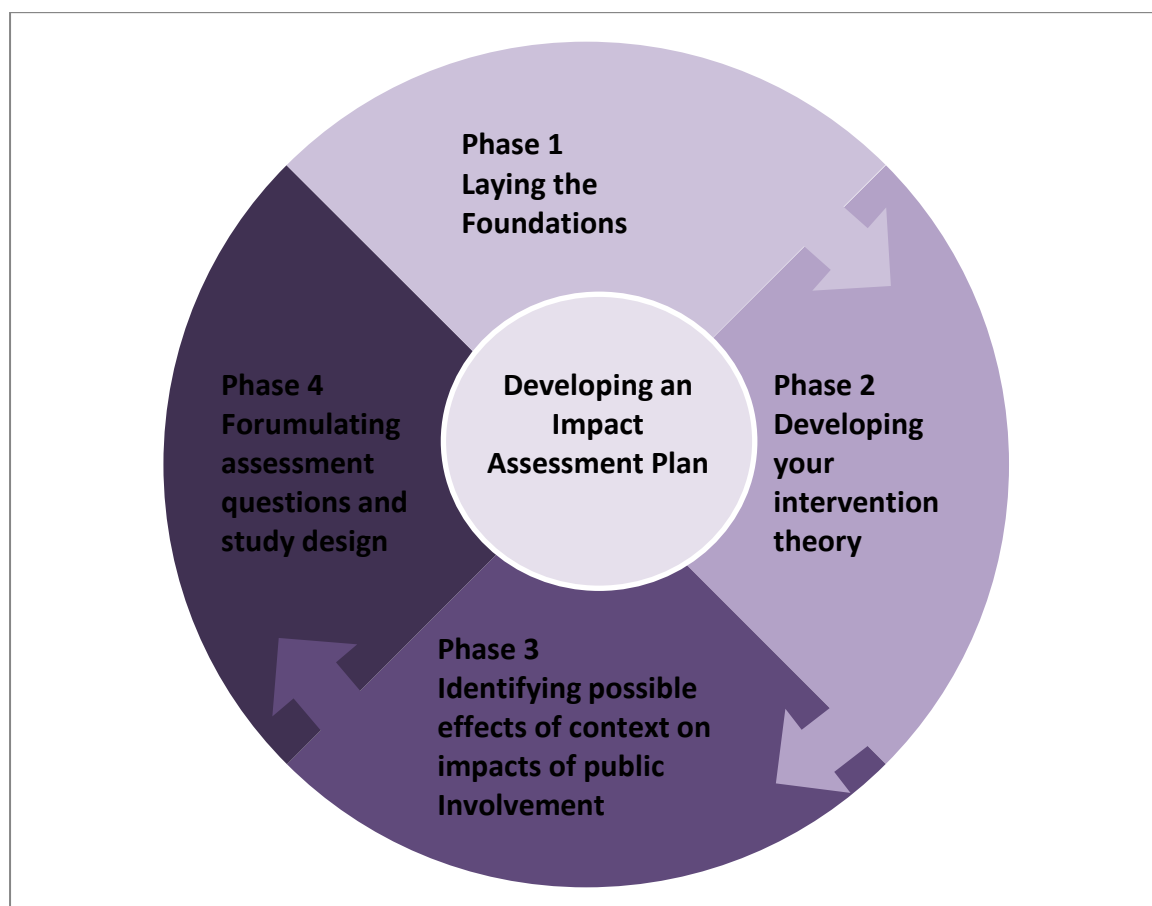 Phase 1
Laying the
Foundations
Developing an
Impact
Assessment Plan
Phase 2
Developing
your
intervention
theory
Phase 3
Identifying possible
effects of context on
impacts of public
Involvement
Phase 4
Forumulating
assessment
questions and
study design